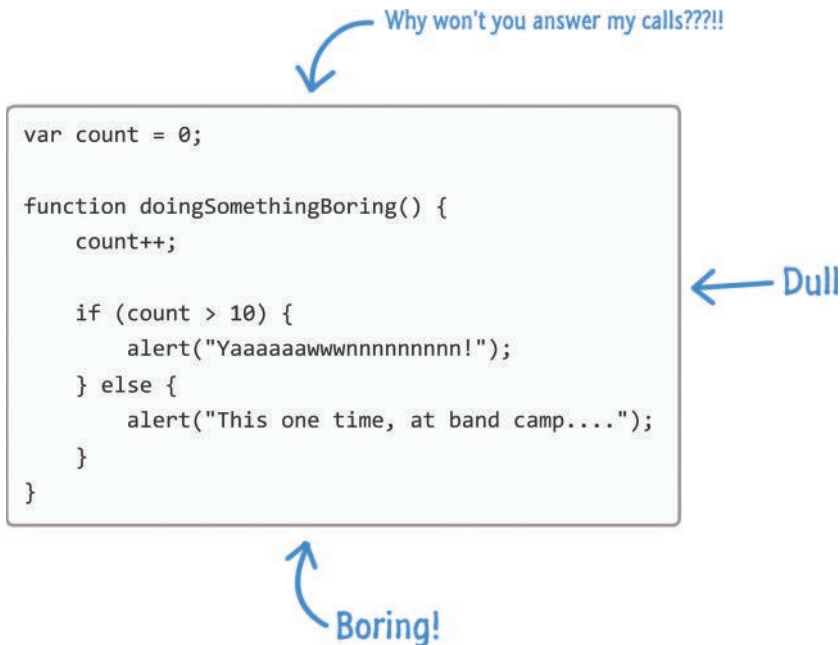 Why won't you answer my calls???!!
var count = 0;
function doingSomethingBoring() {
    count++;
    if (count > 10) {
        alert("Yaaaaaawwwnnnnnnnnnn!");
    } else {
        alert("This one time, at band camp....");
    }
}
Dull
Boring!